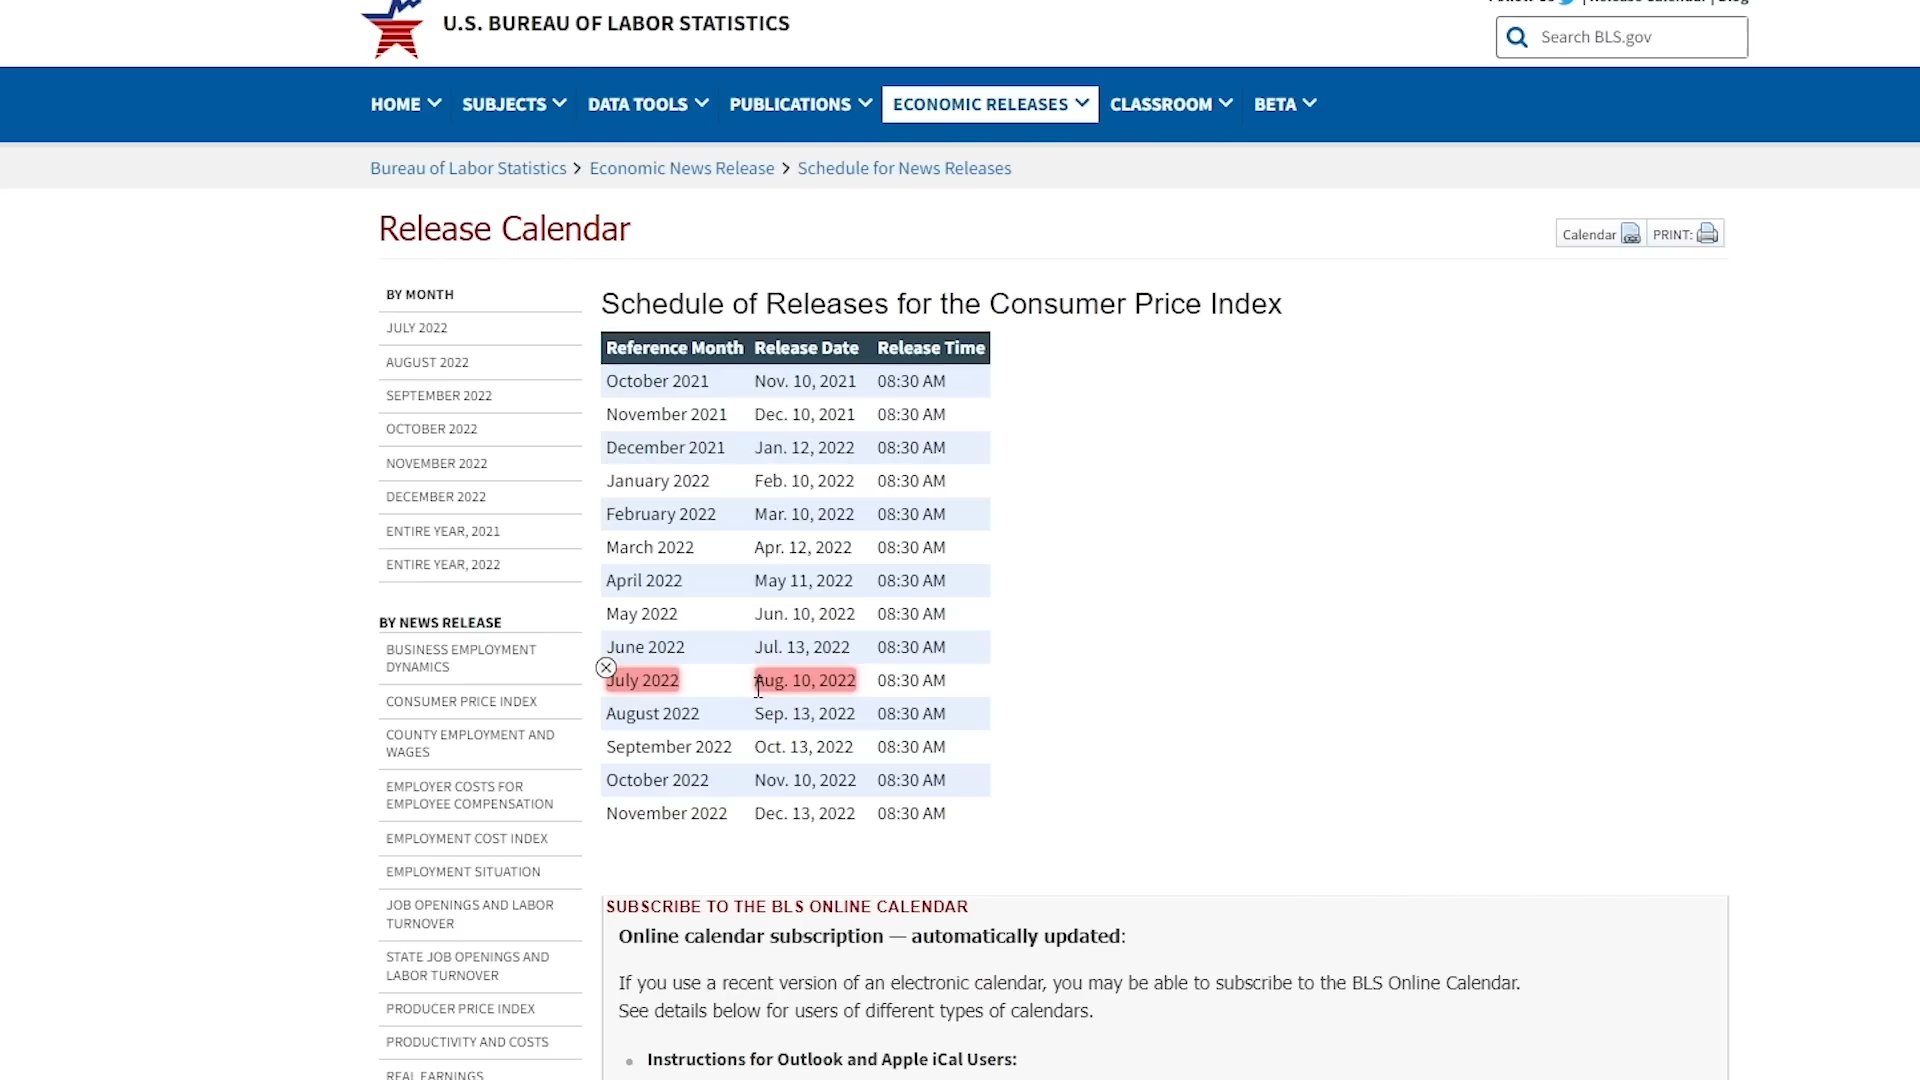 Follow Us | Release Calendar | Blog
U.S. BUREAU OF LABOR STATISTICS
Search BLS.gov
HOME SUBJECTS DATA TOOLS PUBLICATIONS ECONOMIC RELEASES CLASSROOM BETA
Bureau of Labor Statistics > Economic News Release > Schedule for News Releases
Release Calendar
Calendar PRINT:
BY MONTH
JULY 2022
AUGUST 2022
SEPTEMBER 2022
OCTOBER 2022
NOVEMBER 2022
DECEMBER 2022
ENTIRE YEAR, 2021
ENTIRE YEAR, 2022
BY NEWS RELEASE
BUSINESS EMPLOYMENT
DYNAMICS
CONSUMER PRICE INDEX
COUNTY EMPLOYMENT AND
WAGES
EMPLOYER COSTS FOR
EMPLOYEE COMPENSATION
EMPLOYMENT COST INDEX
EMPLOYMENT SITUATION
JOB OPENINGS AND LABOR
TURNOVER
STATE JOB OPENINGS AND
LABOR TURNOVER
PRODUCER PRICE INDEX
PRODUCTIVITY AND COSTS
REAL EARNINGS
Schedule of Releases for the Consumer Price Index
Reference Month Release Date Release Time
October 2021 Nov. 10, 2021 08:30 AM
November 2021 Dec. 10, 2021 08:30 AM
December 2021 Jan. 12, 2022 08:30 AM
January 2022 Feb. 10, 2022 08:30 AM
February 2022 Mar. 10, 2022 08:30 AM
March 2022 Apr. 12, 2022 08:30 AM
April 2022 May 11, 2022 08:30 AM
May 2022 Jun. 10, 2022 08:30 AM
June 2022 Jul. 13, 2022 08:30 AM
July 2022 Aug. 10, 2022 08:30 AM
August 2022 Sep. 13, 2022 08:30 AM
September 2022 Oct. 13, 2022 08:30 AM
October 2022 Nov. 10, 2022 08:30 AM
November 2022 Dec. 13, 2022 08:30 AM
SUBSCRIBE TO THE BLS ONLINE CALENDAR
Online calendar subscription — automatically updated:
If you use a recent version of an electronic calendar, you may be able to subscribe to the BLS Online Calendar.
See details below for users of different types of calendars.
Instructions for Outlook and Apple iCal Users: